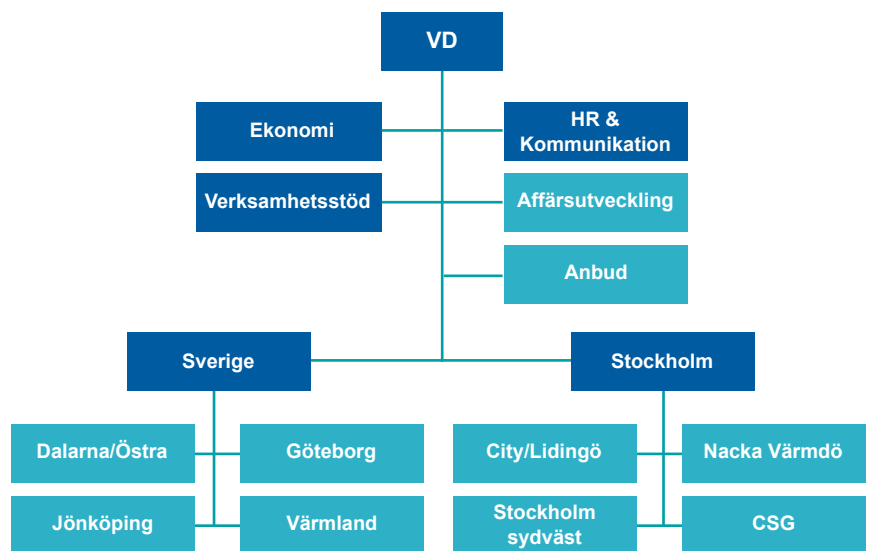 VD
Ekonomi
HR &
Kommunikation
Verksamhetsstöd
Affärsutveckling
Anbud
Sverige
Stockholm
Dalarna/Östra
Göteborg
City/Lidingö
Nacka Värmdö
Jönköping
Värmland
Stockholm
sydväst
CSG